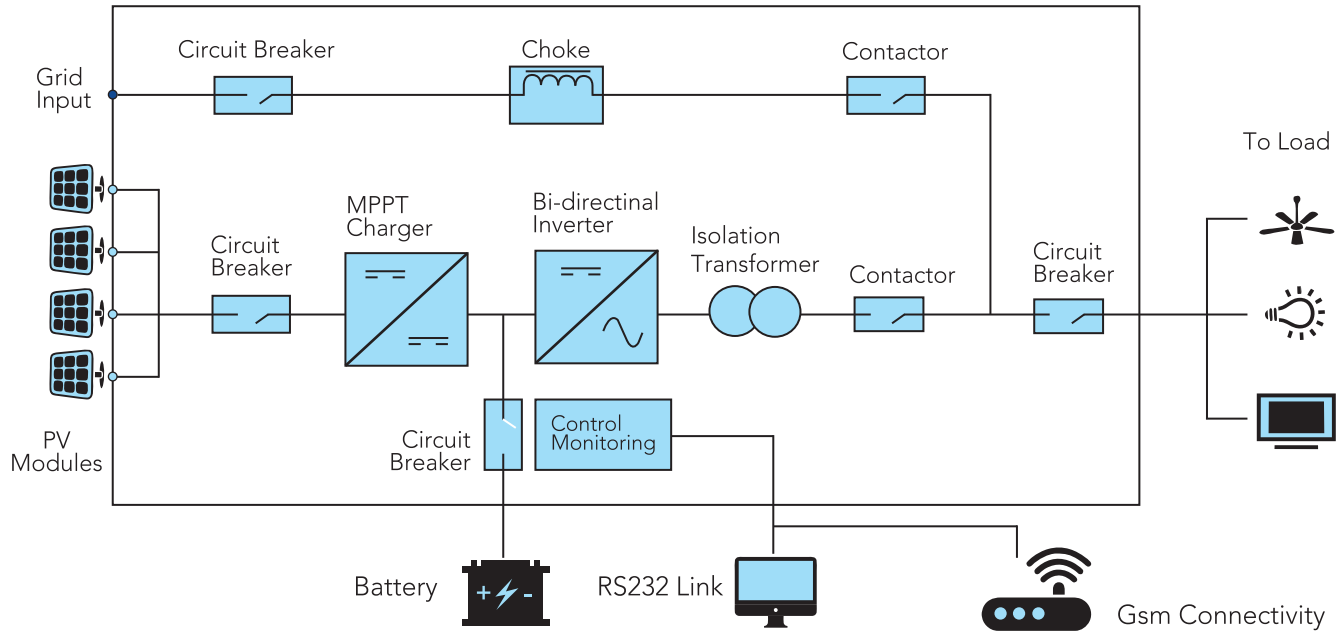 Circuit Breaker
Choke
Contactor
Grid
Input
To Load
MPPT
Charger
Bi-directinal
Inverter
Isolation
Transformer
Circuit
Breaker
Contactor
Circuit
Breaker
PV
Modules
Circuit
Breaker
Control
Monitoring
+ -
Battery
RS232 Link
Gsm Connectivity